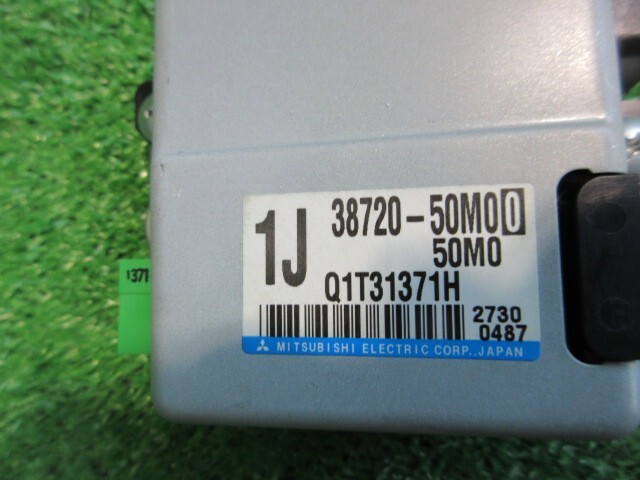 1J
38720-50M00
50M0
Q1T31371H
2730
0487
MITSUBISHI ELECTRIC CORP., JAPAN
1371